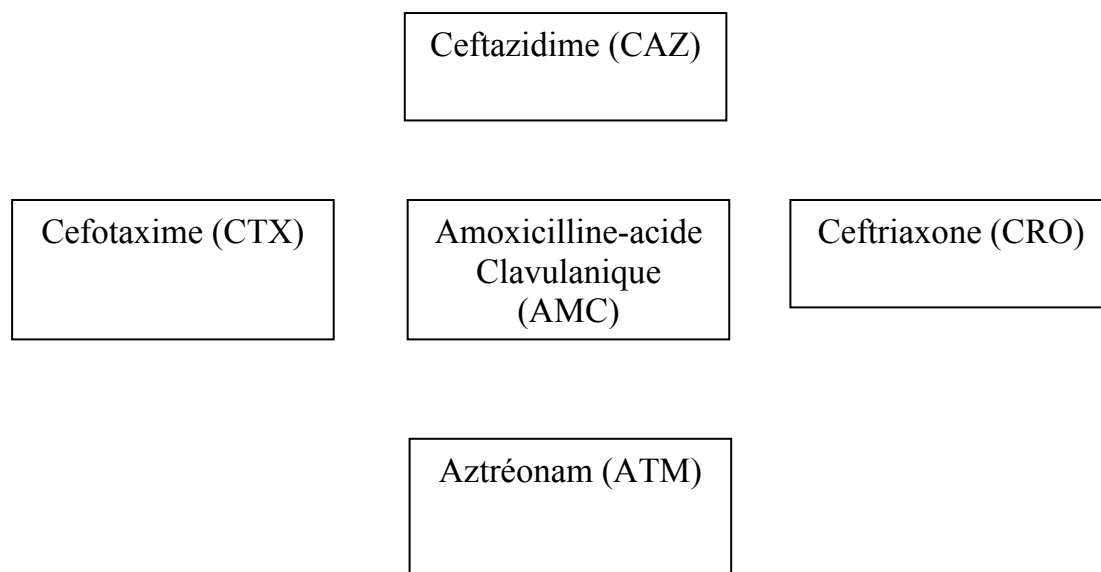 Ceftazidime (CAZ)
Cefotaxime (CTX)
Amoxicilline-acide
Clavulanique
(AMC)
Ceftriaxone (CRO)
Aztréonam (ATM)